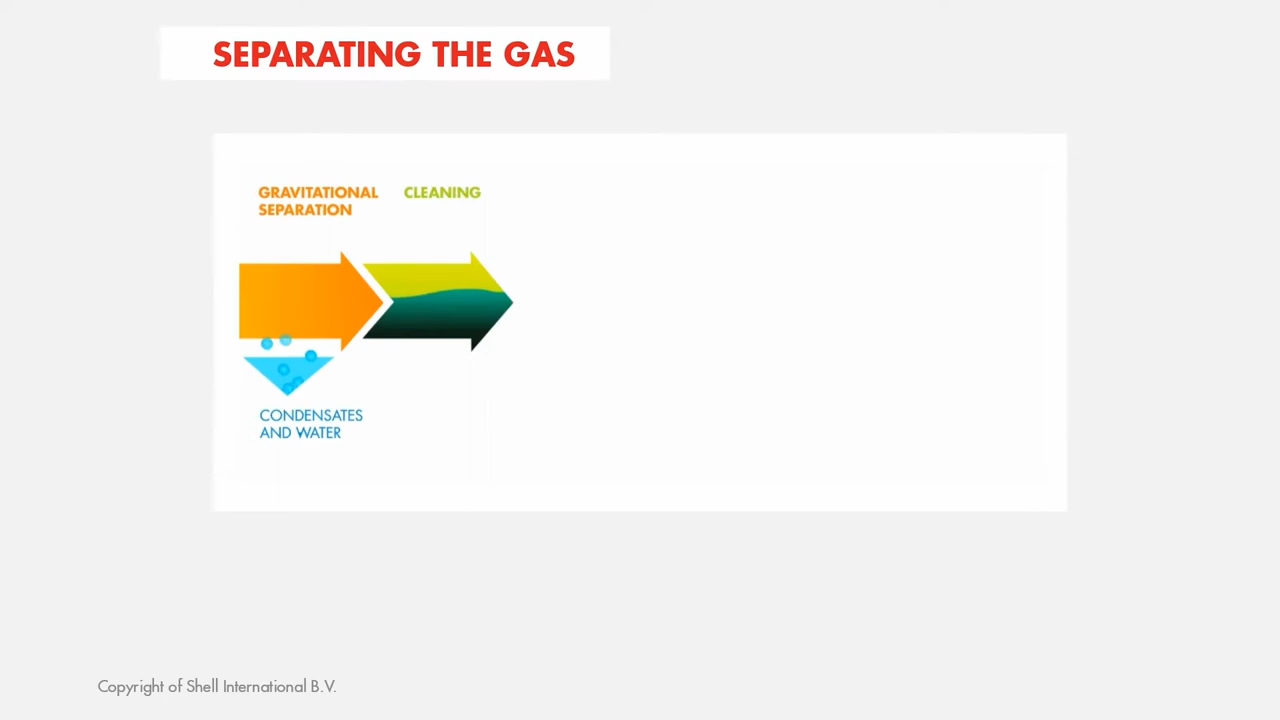 SEPARATING THE GAS
GRAVITATIONAL
SEPARATION
CLEANING
CONDENSATES
AND WATER
Copyright of Shell International B.V.